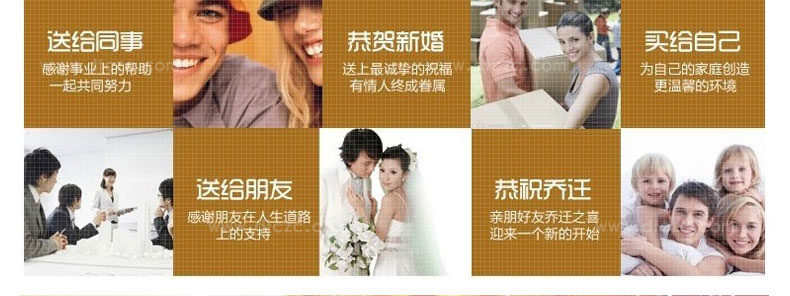 送给同事
感谢事业上的帮助
一起共同努力
恭贺新婚
送上最诚挚的祝福
有情人终成眷属
买给自己
为自己的家庭创造
更温馨的环境
送给朋友
感谢朋友在人生道路
上的支持
恭祝乔迁
亲朋好友乔迁之喜
迎来一个新的开始